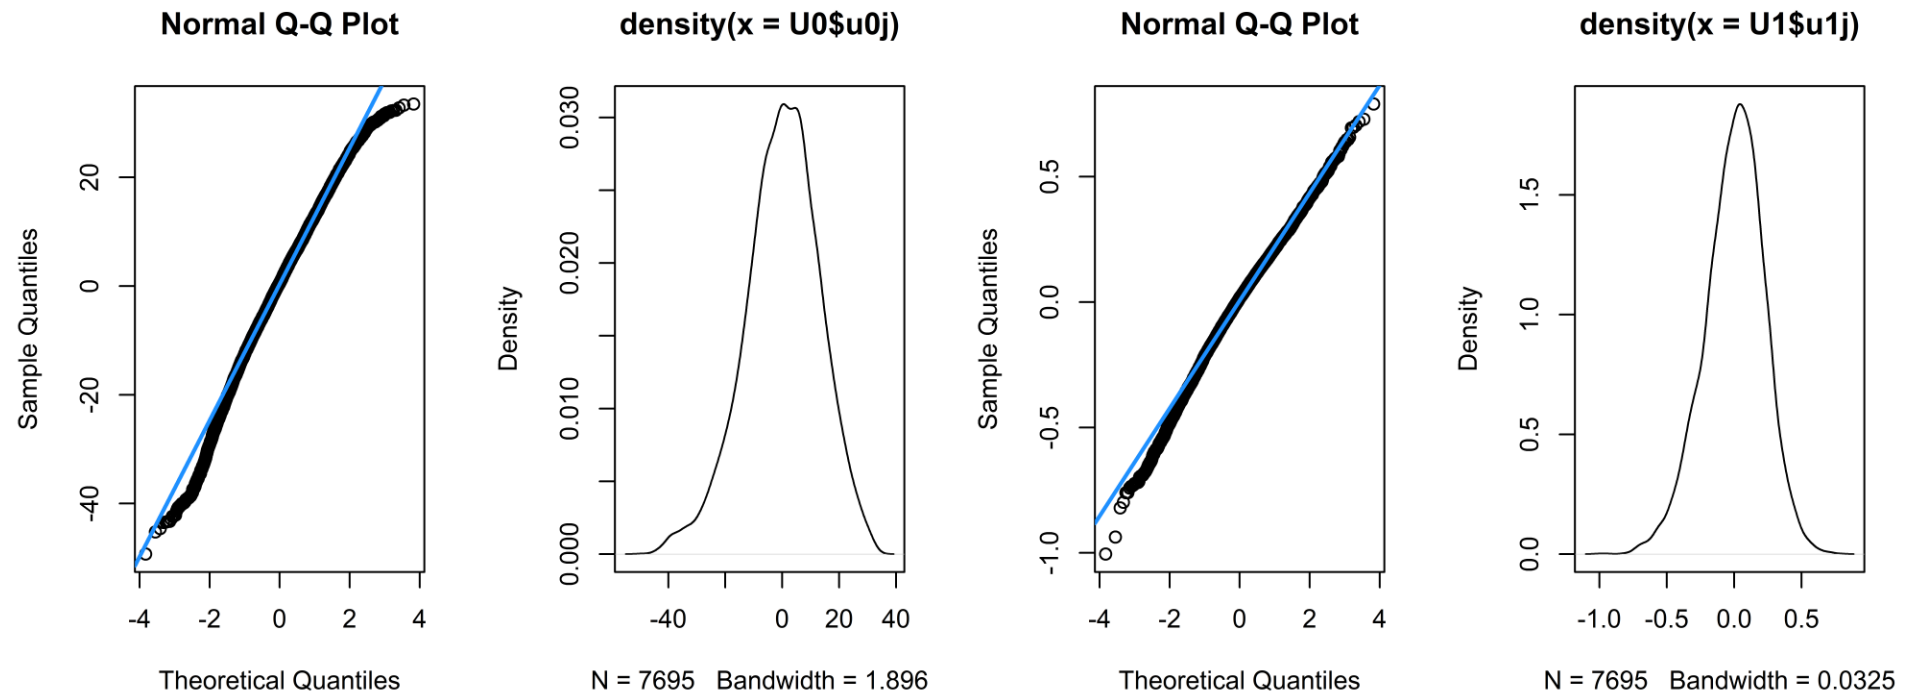 Normal Q-Q Plot
Sample Quantiles
20
0
-20
-40
-4 -2 0 2 4
Theoretical Quantiles
density(x = U0$u0j)
Density
0.030
0.020
0.010
0.000
-40 0 20 40
N = 7695 Bandwidth = 1.896
Normal Q-Q Plot
Sample Quantiles
0.5
0.0
-0.5
-1.0
-4 -2 0 2 4
Theoretical Quantiles
density(x = U1$u1j)
Density
1.5
1.0
0.5
0.0
-1.0 -0.5 0.0 0.5
N = 7695 Bandwidth = 0.0325